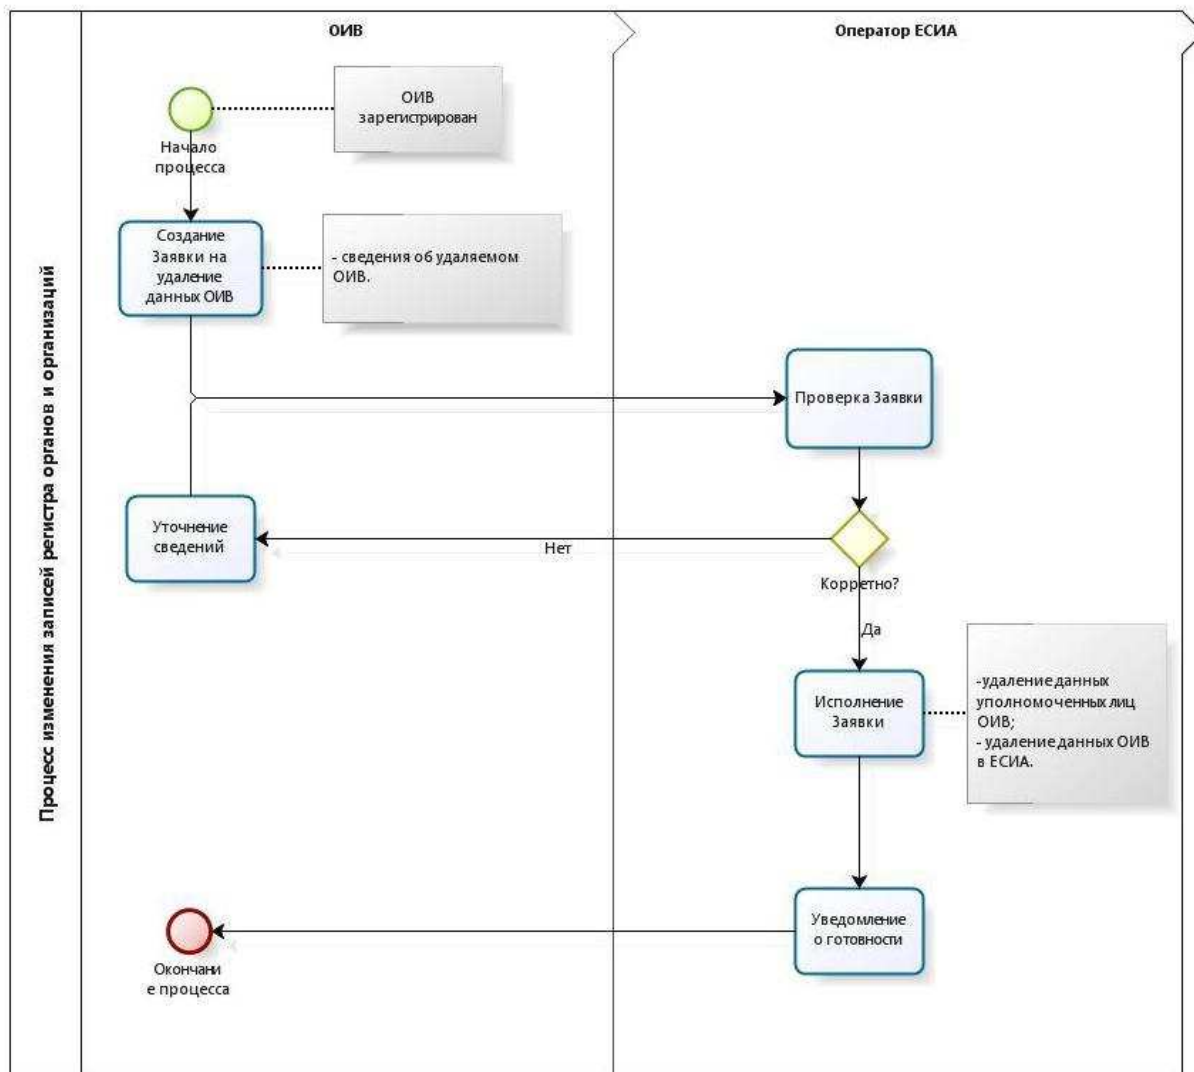 Процесс изменения записей регистра органов и организаций
ОИВ
Оператор ЕСИА
ОИВ
зарегистрирован
Начало
процесса
Создание
Заявки на
удаление
данных ОИВ
- сведения об удаляемом
ОИВ.
Проверка Заявки
Уточнение
сведений
Нет
Корретно?
Да
Исполнение
Заявки
-удаление данных
уполномоченных лиц
ОИВ;
- удаление данных ОИВ
в ЕСИА.
Уведомление
о готовности
Окончани
е процесса